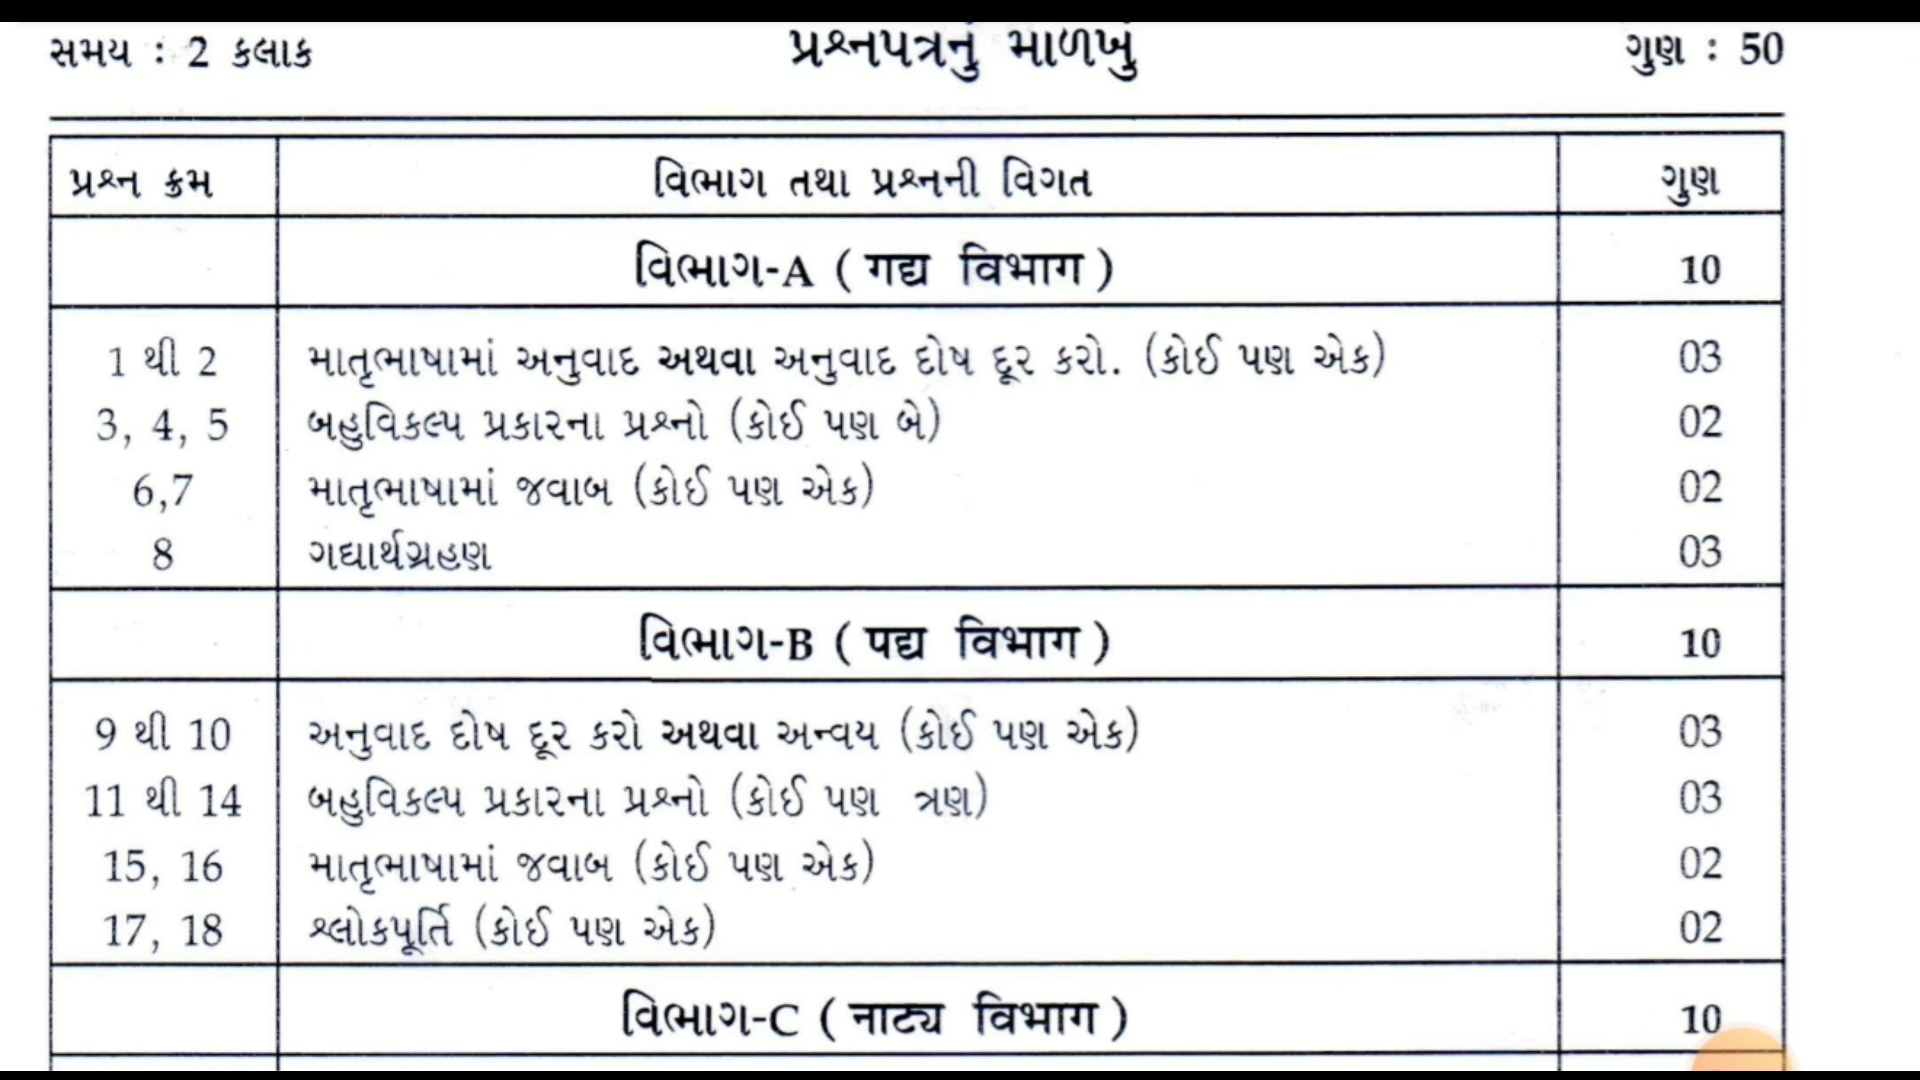 સમય : 2 કલાક પ્રશ્નપત્રનું માળખું ગુણ : 50
પ્રશ્ન ક્રમ વિભાગ તથા પ્રશ્નની વિગત ગુણ
વિભાગ-A ( गद्य विभाग ) 10
1 થી 2 માતૃભાષામાં અનુવાદ અથવા અનુવાદ દોષ દૂર કરો. (કોઈ પણ એક) 03
3, 4, 5 બહુવિકલ્પ પ્રકારના પ્રશ્નો (કોઈ પણ બે) 02
6,7 માતૃભાષામાં જવાબ (કોઈ પણ એક) 02
8 ગદ્યાર્થગ્રહણ 03
વિભાગ-B ( पद्य विभाग ) 10
9 થી 10 અનુવાદ દોષ દૂર કરો અથવા અન્વય (કોઈ પણ એક) 03
11 થી 14 બહુવિકલ્પ પ્રકારના પ્રશ્નો (કોઈ પણ ત્રણ) 03
15, 16 માતૃભાષામાં જવાબ (કોઈ પણ એક) 02
17, 18 શ્લોકપૂર્તિ (કોઈ પણ એક) 02
વિભાગ-C ( नाट्य विभाग ) 10